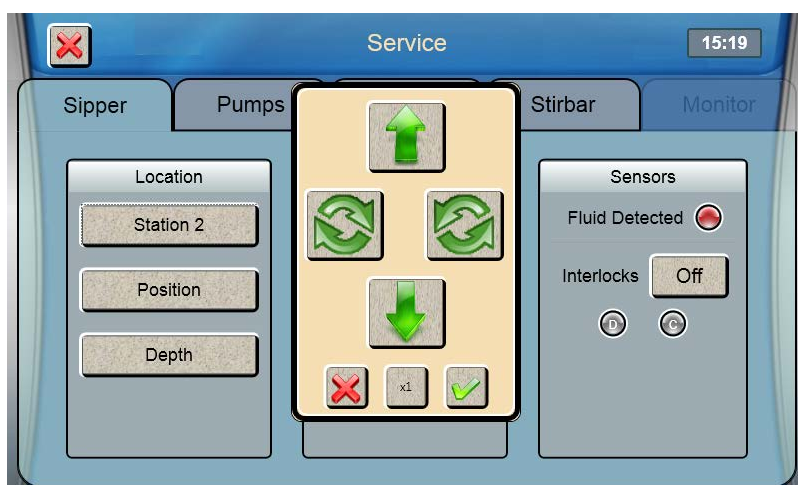 Service
15:19
Sipper
Pumps
Stirbar
Monitor
Location
Station 2
Position
Depth
x1
Sensors
Fluid Detected
Interlocks
Off
D
C